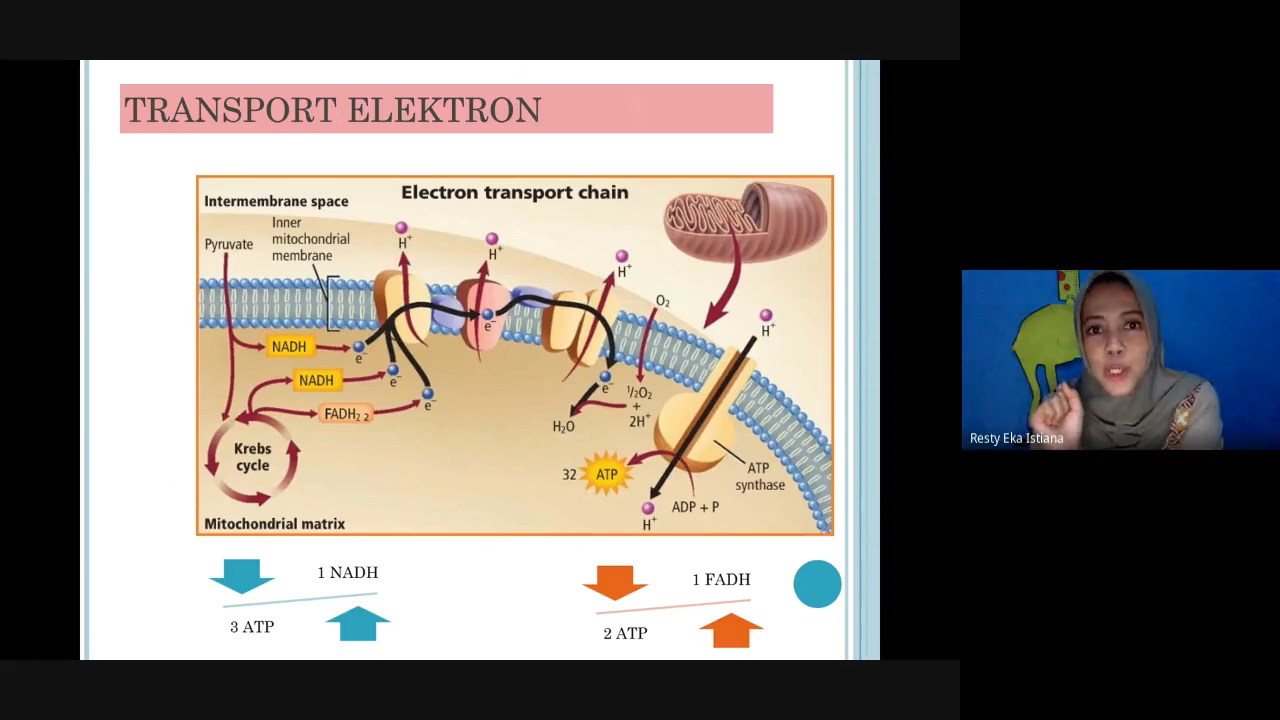 TRANSPORT ELEKTRON
Electron transport chain
Intermembrane space
Inner
mitochondrial
membrane
Pyruvate
H⁺
H⁺
H⁺
O₂
H⁺
e⁻
NADH
e⁻
NADH
e⁻
FADH₂ 2
e⁻
e⁻
½O₂
+
2H⁺
H₂O
Krebs
cycle
32 ATP
ATP
synthase
ADP + P
H⁺
Mitochondrial matrix
1 NADH
3 ATP
1 FADH
2 ATP
Resty Eka Istiana